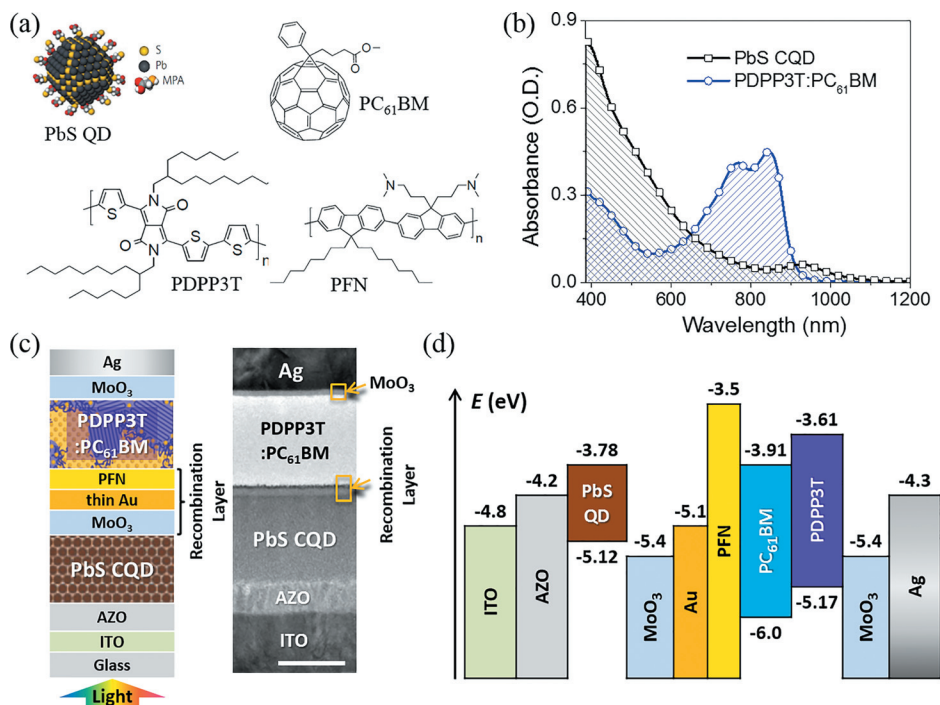 (a)
S
Pb
MPA
PbS QD
O
O
PC₆₁BM
S
N
O
O
N
S
S
n
PDPP3T
N
N
n
PFN
(b)
PbS CQD
PDPP3T:PC₆₁BM
Absorbance (O.D.)
0.9
0.6
0.3
0.0
400
600
800
1000
1200
Wavelength (nm)
(c)
Ag
MoO₃
PDPP3T
:PC₆₁BM
PFN
thin Au
MoO₃
PbS CQD
AZO
ITO
Glass
Light
Recombination
Layer
Ag
MoO₃
PDPP3T
:PC₆₁BM
PbS CQD
AZO
ITO
Recombination
Layer
(d)
E (eV)
-4.8
ITO
-4.2
AZO
-3.78
PbS
QD
-5.12
-5.4
MoO₃
-5.1
Au
-3.5
PFN
-3.91
PC₆₁BM
-6.0
-3.61
PDPP3T
-5.17
-5.4
MoO₃
-4.3
Ag